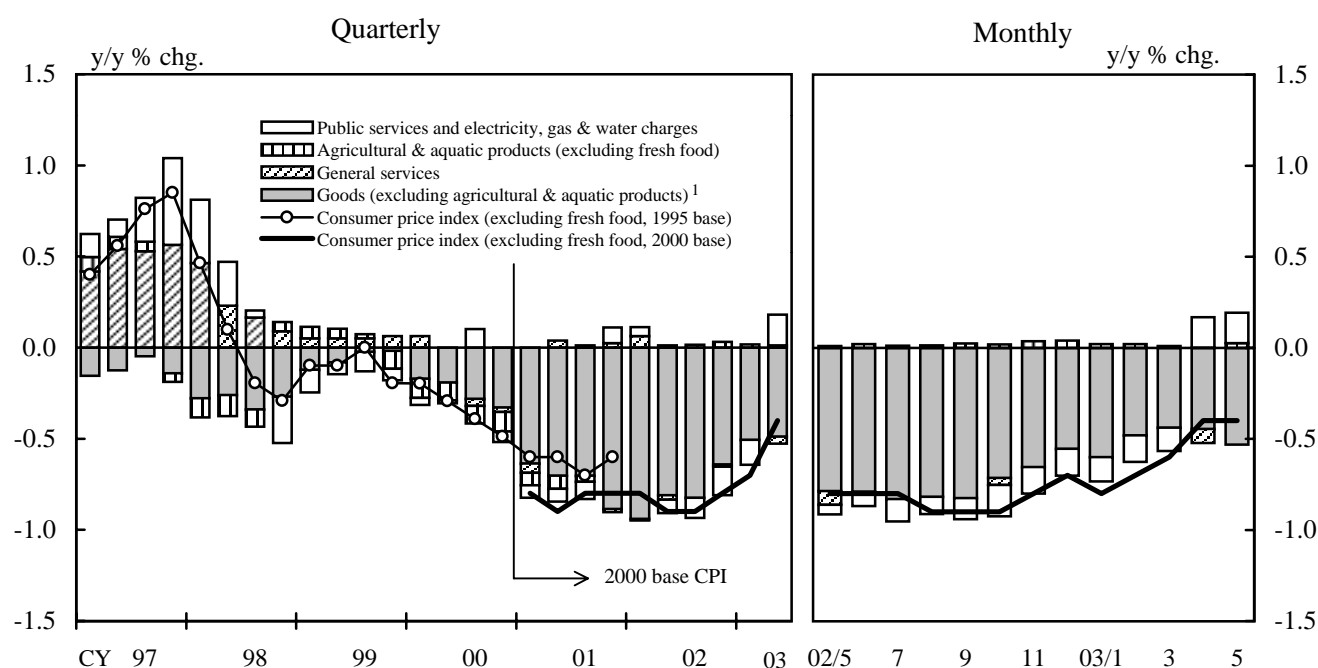 Quarterly
Monthly
y/y % chg.
y/y % chg.
1.5
1.0
0.5
0.0
-0.5
-1.0
-1.5
Public services and electricity, gas & water charges
Agricultural & aquatic products (excluding fresh food)
General services
Goods (excluding agricultural & aquatic products) 1
Consumer price index (excluding fresh food, 1995 base)
Consumer price index (excluding fresh food, 2000 base)
2000 base CPI
1.5
1.0
0.5
0.0
-0.5
-1.0
-1.5
CY 97 98 99 00 01 02 03
02/5 7 9 11 03/1 3 5